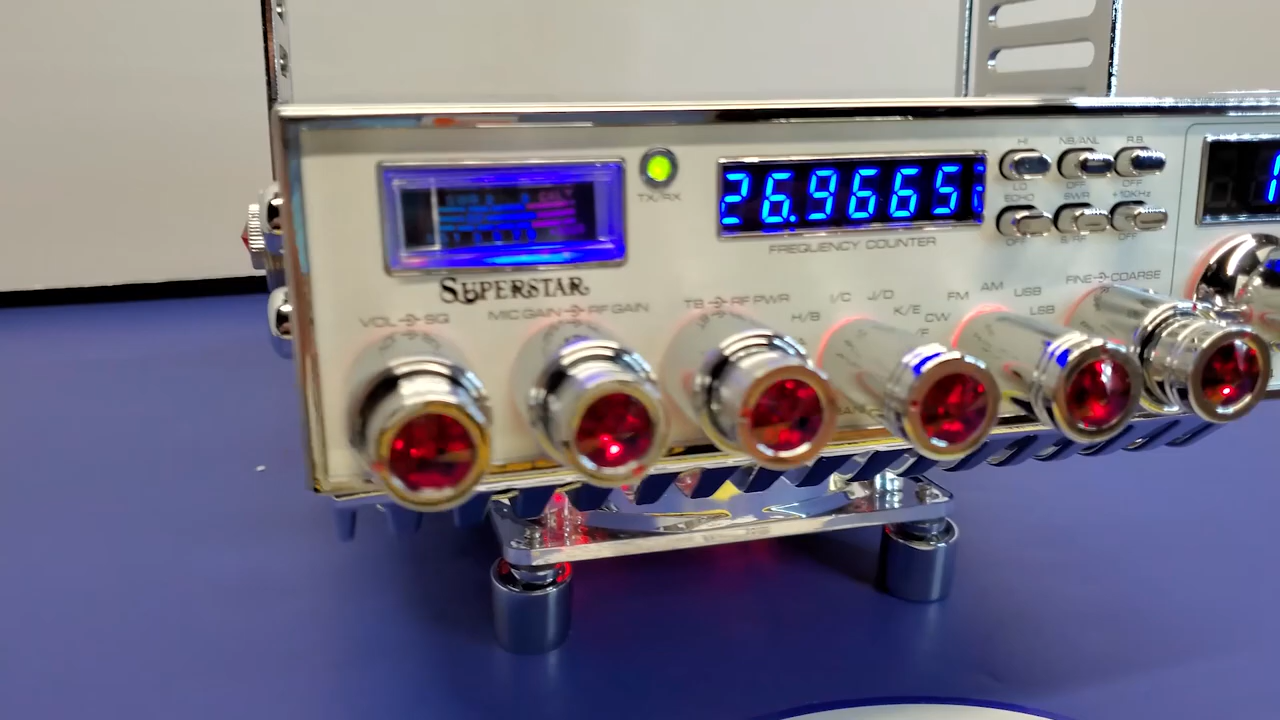 HI NB/ANL R.B.
TX/RX
26.9665
LO OFF OFF
ECHO SWR +10KHz
OFF S/RF OFF
FREQUENCY COUNTER
SUPERSTAR
VOL SQ
MIC GAIN RF GAIN
TB RF PWR
H/B I/C J/D K/E
CW FM AM USB LSB
FINE COARSE